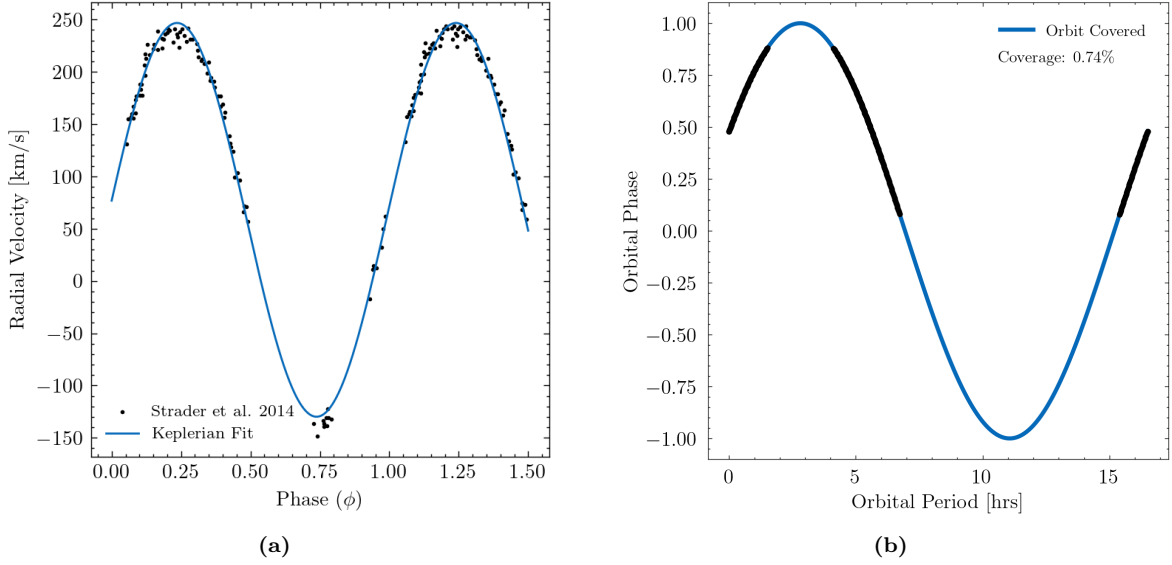 250
200
150
100
50
0
−50
−100
−150
Radial Velocity [km/s]
Strader et al. 2014
Keplerian Fit
0.00 0.25 0.50 0.75 1.00 1.25 1.50
Phase (ϕ)
(a)
1.00
0.75
0.50
0.25
0.00
−0.25
−0.50
−0.75
−1.00
Orbital Phase
Orbit Covered
Coverage: 0.74%
0 5 10 15
Orbital Period [hrs]
(b)